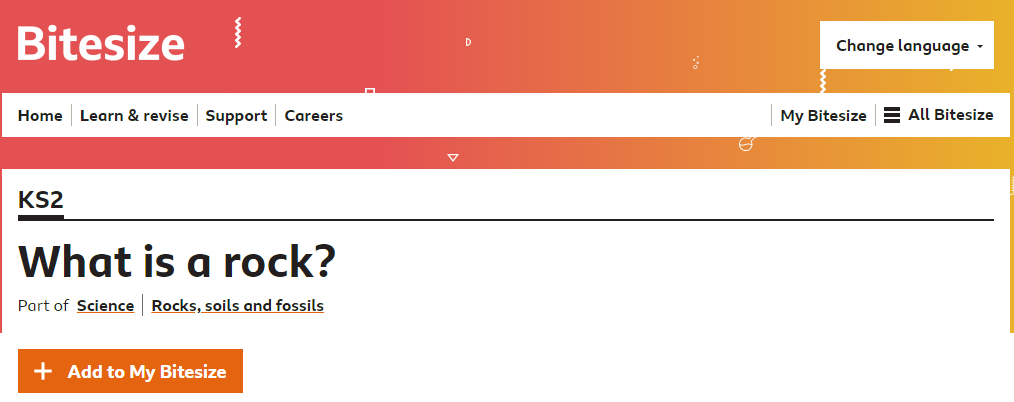 Bitesize
Change language
Home Learn & revise Support Careers My Bitesize All Bitesize
KS2
What is a rock?
Part of Science Rocks, soils and fossils
+ Add to My Bitesize